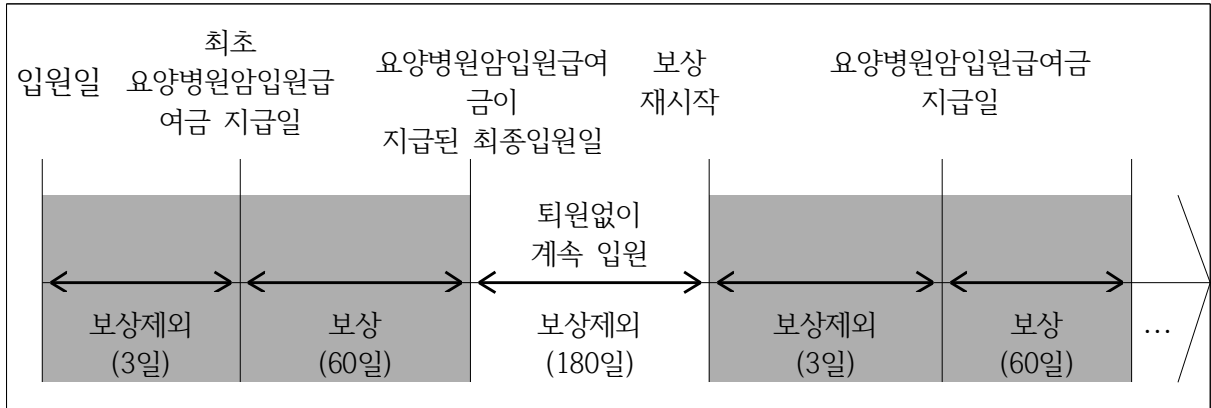 입원일
최초
요양병원암입원급
여금 지급일
요양병원암입원급여
금이
지급된 최종입원일
보상
재시작
요양병원암입원급여금
지급일
퇴원없이
계속 입원
보상제외
(3일)
보상
(60일)
보상제외
(180일)
보상제외
(3일)
보상
(60일)
…